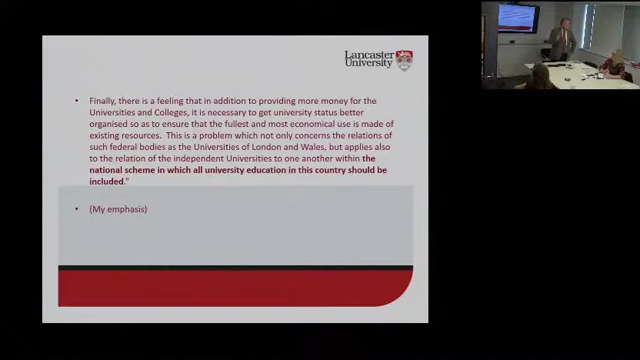 Lancaster
University
• Finally, there is a feeling that in addition to providing more money for the
Universities and Colleges, it is necessary to get university status better
organised so as to ensure that the fullest and most economical use is made of
existing resources. This is a problem which not only concerns the relations of
such federal bodies as the Universities of London and Wales, but applies also
to the relation of the independent Universities to one another within the
national scheme in which all university education in this country should be
included."
• (My emphasis)